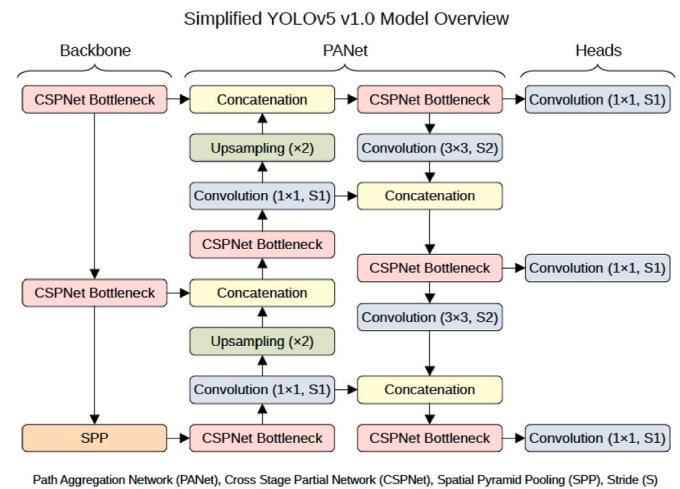 Simplified YOLOv5 v1.0 Model Overview
Backbone
PANet
Heads
CSPNet Bottleneck
Concatenation
CSPNet Bottleneck
Convolution (1×1, S1)
Upsampling (×2)
Convolution (3×3, S2)
Convolution (1×1, S1)
Concatenation
CSPNet Bottleneck
CSPNet Bottleneck
Convolution (1×1, S1)
CSPNet Bottleneck
Concatenation
Convolution (3×3, S2)
Upsampling (×2)
Convolution (1×1, S1)
Concatenation
SPP
CSPNet Bottleneck
CSPNet Bottleneck
Convolution (1×1, S1)
Path Aggregation Network (PANet), Cross Stage Partial Network (CSPNet), Spatial Pyramid Pooling (SPP), Stride (S)